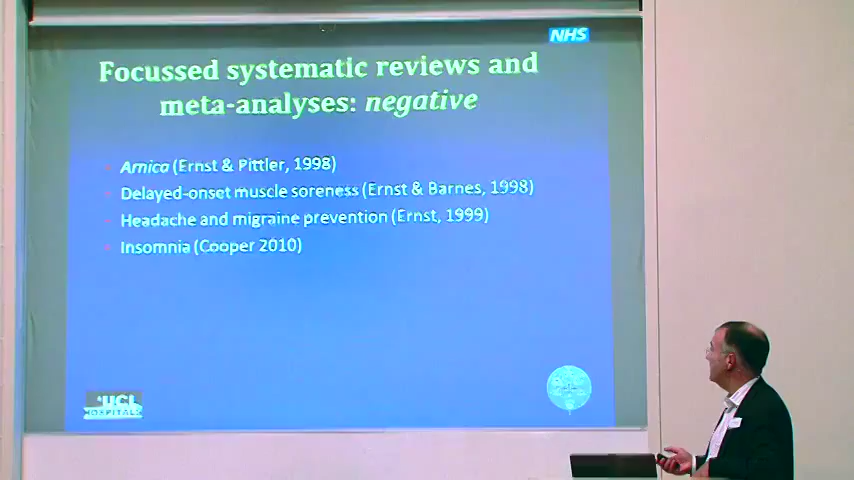 NHS
Focussed systematic reviews and
meta-analyses: negative
Arnica (Ernst & Pittler, 1998)
Delayed-onset muscle soreness (Ernst & Barnes, 1998)
Headache and migraine prevention (Ernst, 1999)
Insomnia (Cooper 2010)
UCL
HOSPITALS